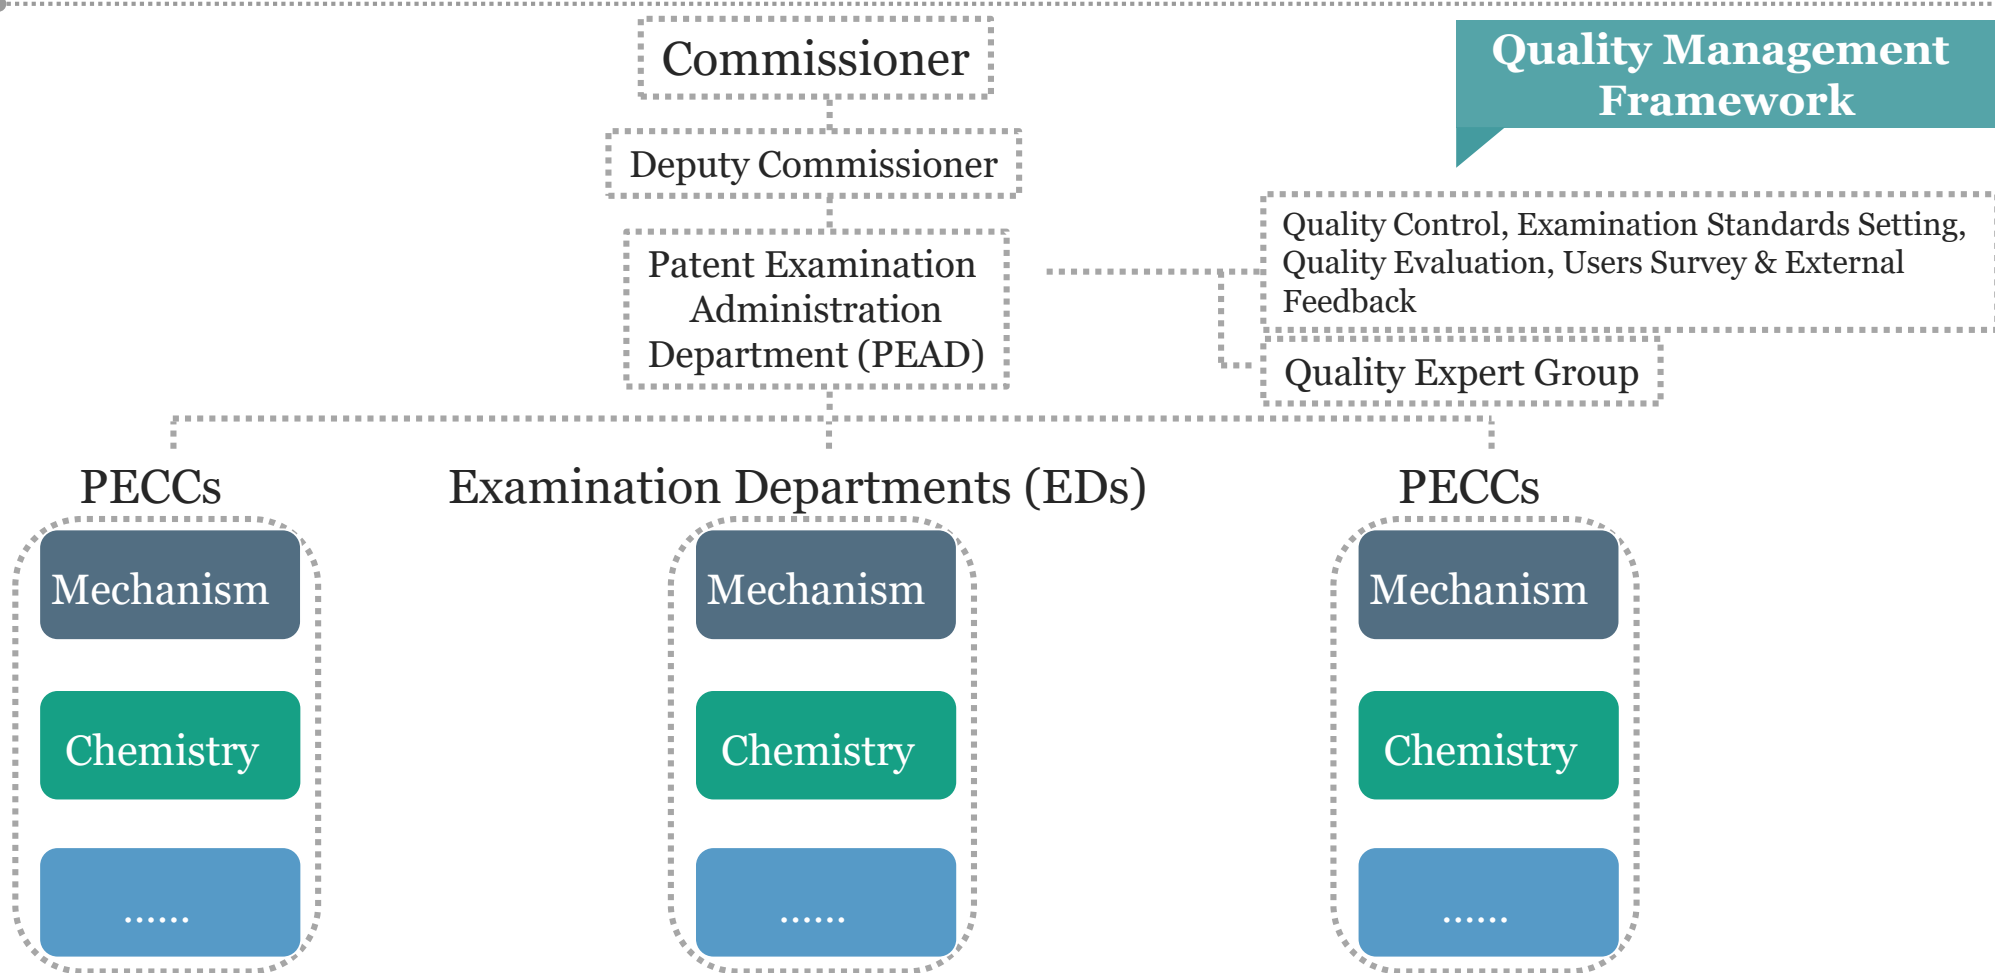 Commissioner
Quality Management
Framework
Deputy Commissioner
Patent Examination
Administration
Department (PEAD)
Quality Control, Examination Standards Setting,
Quality Evaluation, Users Survey & External
Feedback
Quality Expert Group
PECCs
Examination Departments (EDs)
PECCs
Mechanism
Mechanism
Mechanism
Chemistry
Chemistry
Chemistry
......
......
......